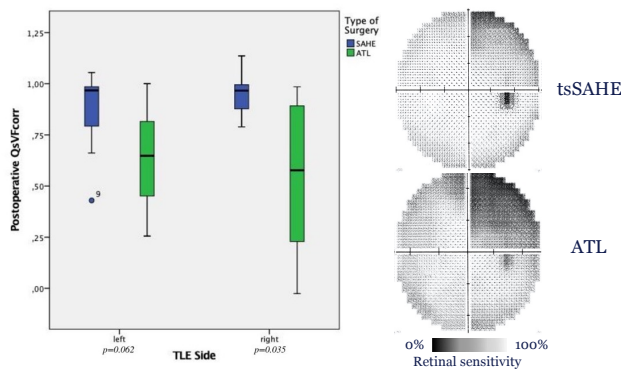 Type of
Surgery
SAHE
ATL
Postoperative QsVFcorr
1,25
1,00
,75
,50
,25
,00
9
left
right
p=0.062
p=0.035
TLE Side
tsSAHE
ATL
0%
100%
Retinal sensitivity